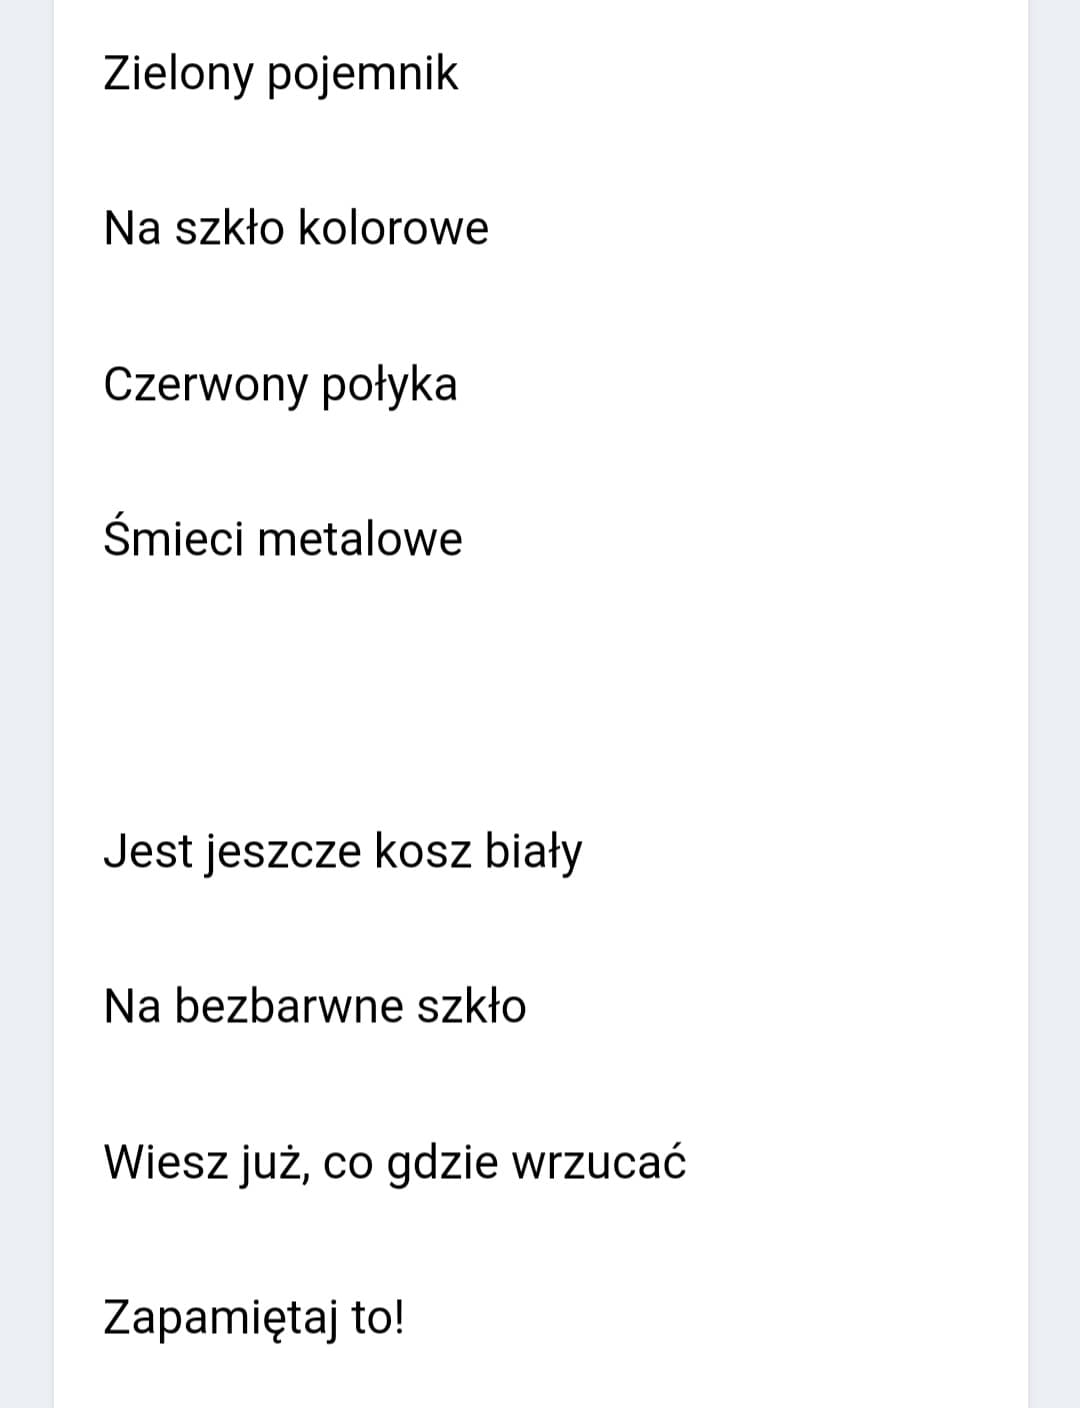 Zielony pojemnik
Na szkło kolorowe
Czerwony połyka
Śmieci metalowe
Jest jeszcze kosz biały
Na bezbarwne szkło
Wiesz już, co gdzie wrzucać
Zapamiętaj to!